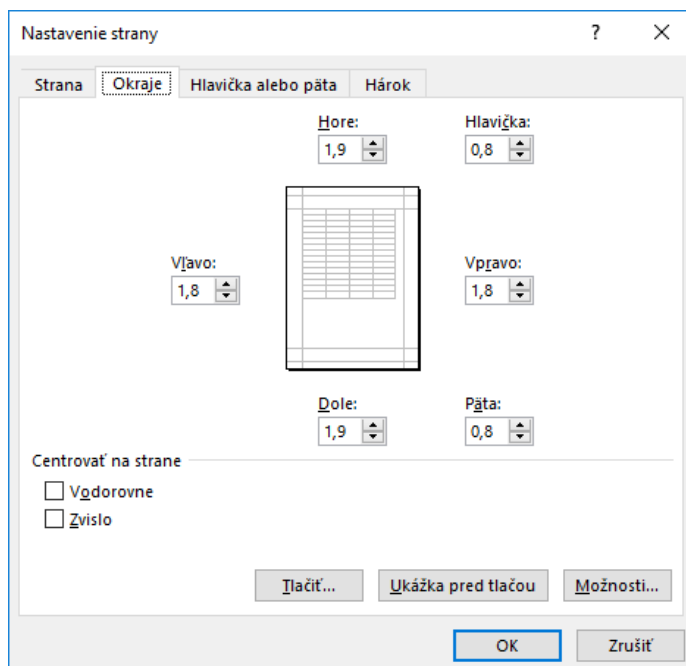 Nastavenie strany ?
Strana Okraje Hlavička alebo päta Hárok
Hore: Hlavička:
1,9 0,8
Vľavo: Vpravo:
1,8 1,8
Dole: Päta:
1,9 0,8
Centrovať na strane
Vodorovne
Zvislo
Tlačiť... Ukážka pred tlačou Možnosti...
OK Zrušiť